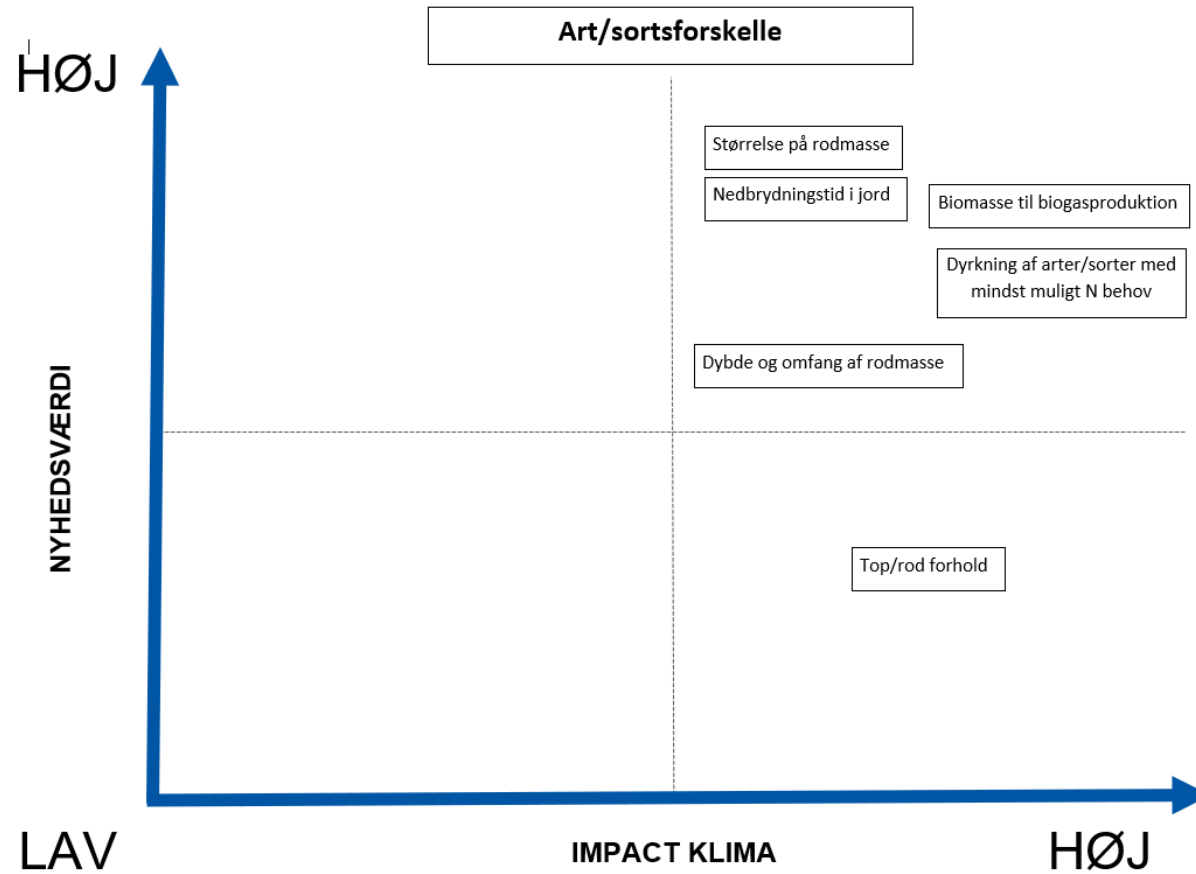 Art/sortsforskelle
HØJ
Størrelse på rodmasse
Nedbrydningstid i jord
Biomasse til biogasproduktion
Dyrkning af arter/sorter med
mindst muligt N behov
Dybde og omfang af rodmasse
NYHEDSVÆRDI
Top/rod forhold
LAV
IMPACT KLIMA
HØJ